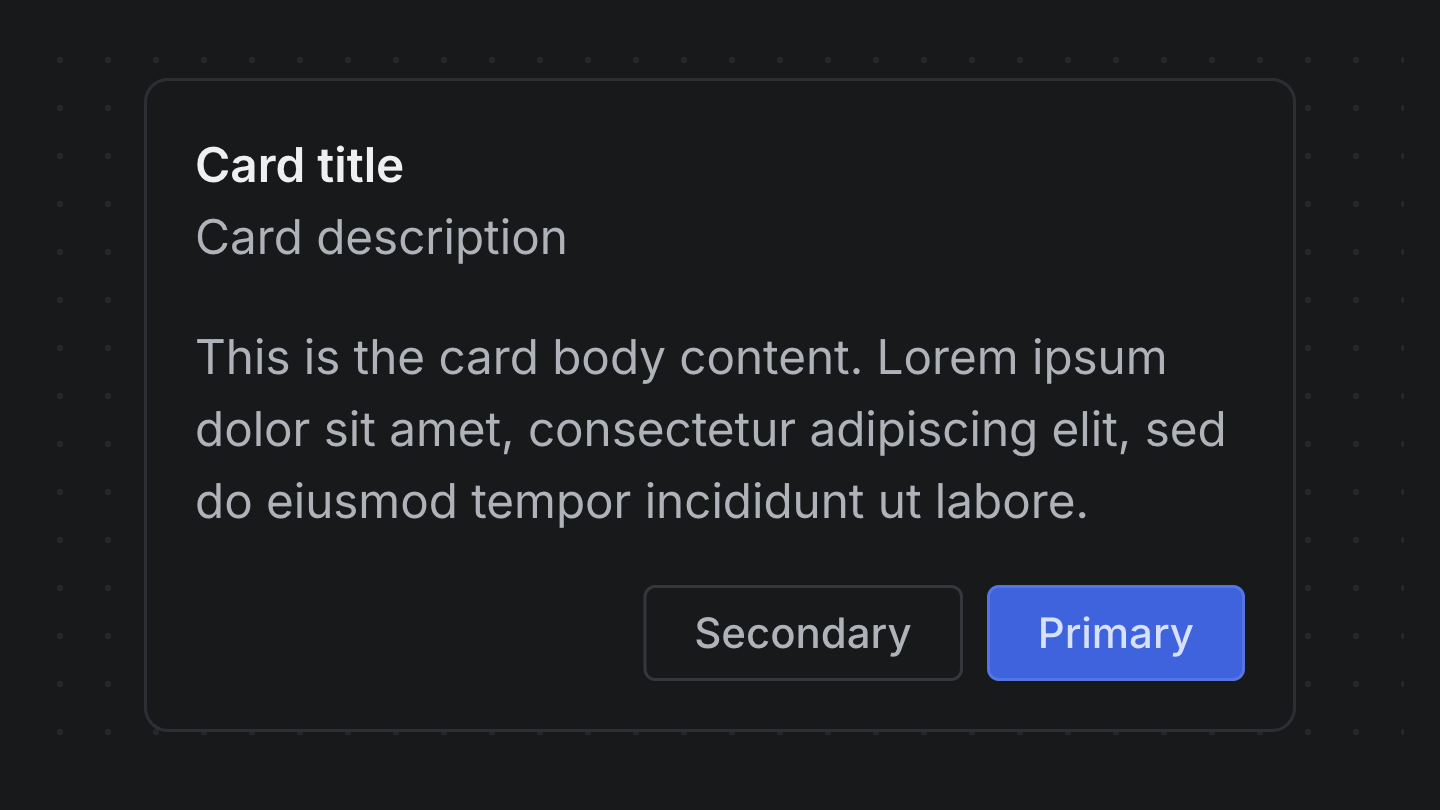 Card title
Card description
This is the card body content. Lorem ipsum
dolor sit amet, consectetur adipiscing elit, sed
do eiusmod tempor incididunt ut labore.
Secondary
Primary